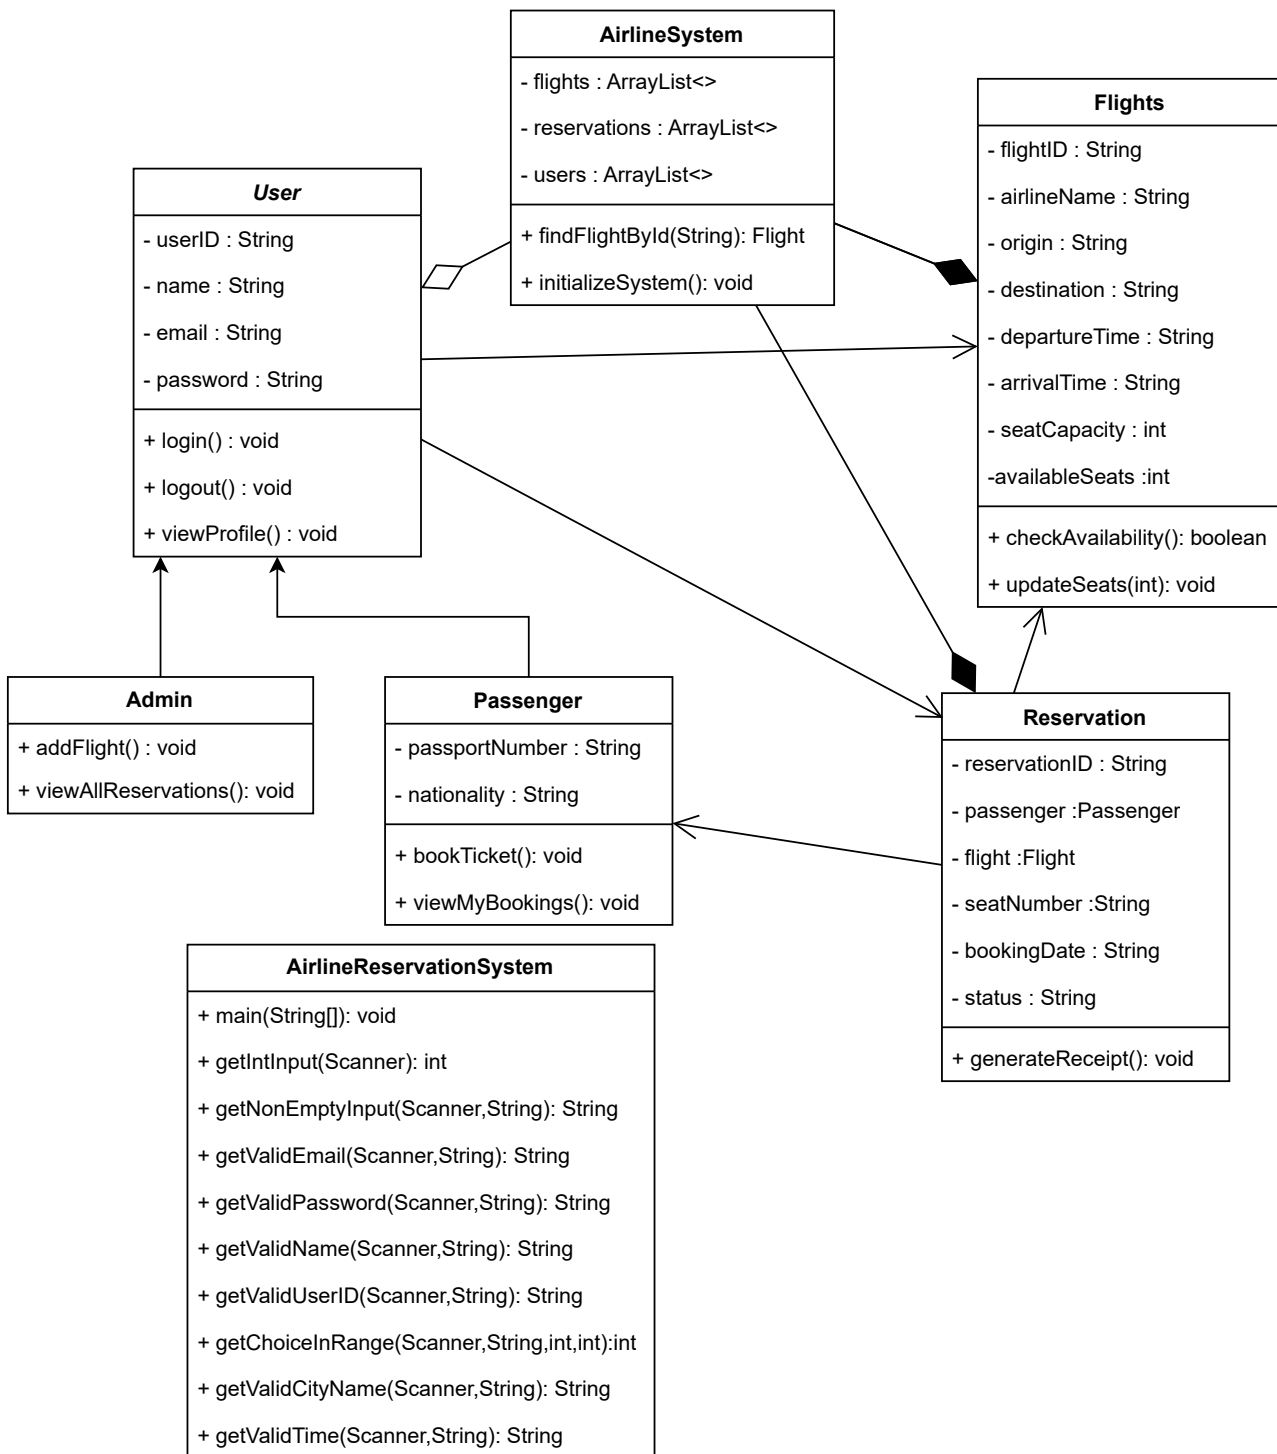 AirlineSystem
- flights : ArrayList<>
- reservations : ArrayList<>
- users : ArrayList<>
+ findFlightById(String): Flight
+ initializeSystem(): void
Flights
- flightID : String
- airlineName : String
- origin : String
- destination : String
- departureTime : String
- arrivalTime : String
- seatCapacity : int
-availableSeats :int
+ checkAvailability(): boolean
+ updateSeats(int): void
User
- userID : String
- name : String
- email : String
- password : String
+ login() : void
+ logout() : void
+ viewProfile() : void
Admin
+ addFlight() : void
+ viewAllReservations(): void
Passenger
- passportNumber : String
- nationality : String
+ bookTicket(): void
+ viewMyBookings(): void
Reservation
- reservationID : String
- passenger :Passenger
- flight :Flight
- seatNumber :String
- bookingDate : String
- status : String
+ generateReceipt(): void
AirlineReservationSystem
+ main(String[]): void
+ getIntInput(Scanner): int
+ getNonEmptyInput(Scanner,String): String
+ getValidEmail(Scanner,String): String
+ getValidPassword(Scanner,String): String
+ getValidName(Scanner,String): String
+ getValidUserID(Scanner,String): String
+ getChoiceInRange(Scanner,String,int,int):int
+ getValidCityName(Scanner,String): String
+ getValidTime(Scanner,String): String